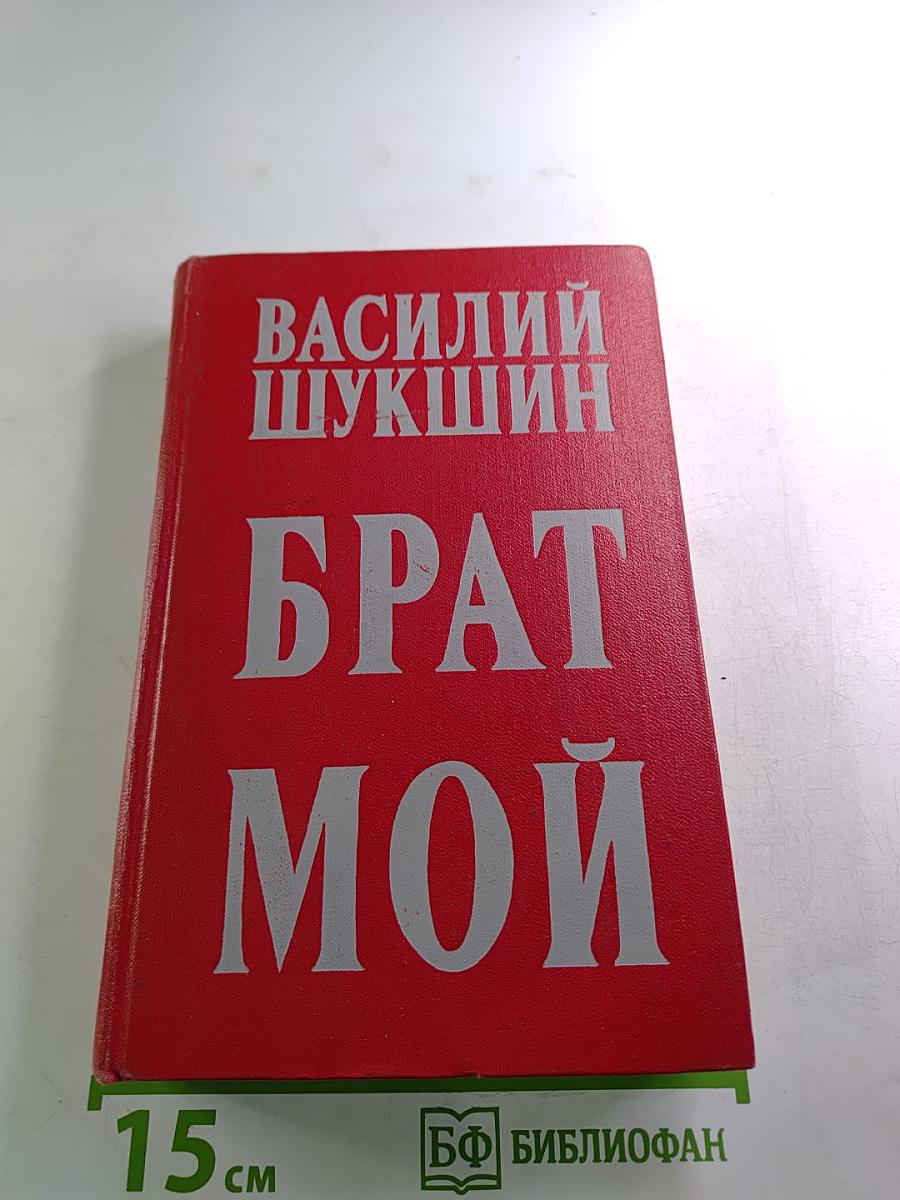 ВАСИЛИЙ
ШУКШИН
БРАТ
МОЙ
15 см
БФ БИБЛИОФАН